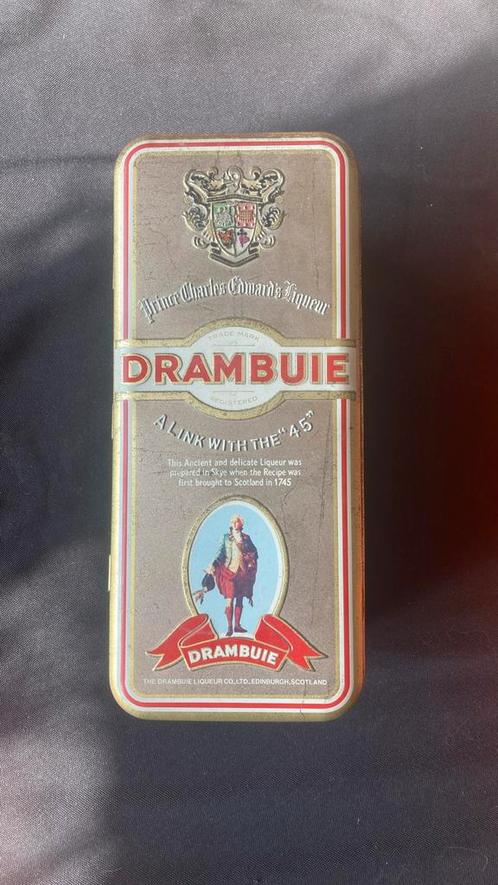 Prince Charles Edward's Liqueur
TRADE MARK
DRAMBUIE
REGISTERED
A LINK WITH THE "45"
This Ancient and delicate Liqueur was
prepared in Skye when the Recipe was
first brought to Scotland in 1745
DRAMBUIE
THE DRAMBUIE LIQUEUR CO., LTD., EDINBURGH, SCOTLAND